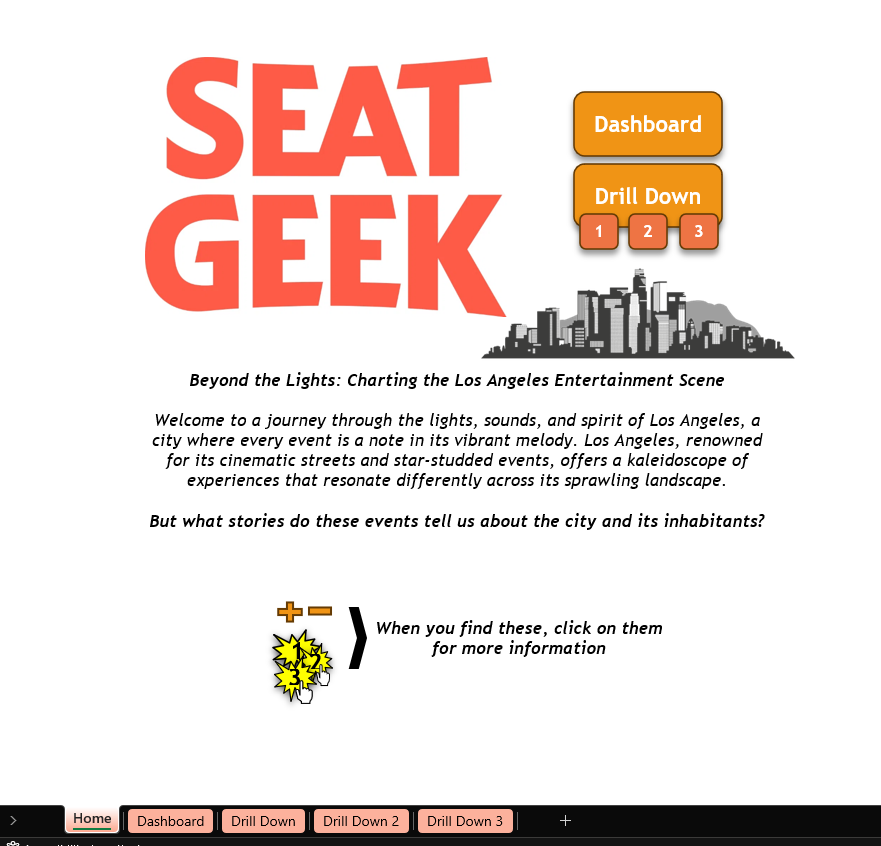 SEAT
GEEK
Dashboard
Drill Down
1 2 3
Beyond the Lights: Charting the Los Angeles Entertainment Scene
Welcome to a journey through the lights, sounds, and spirit of Los Angeles, a
city where every event is a note in its vibrant melody. Los Angeles, renowned
for its cinematic streets and star-studded events, offers a kaleidoscope of
experiences that resonate differently across its sprawling landscape.
But what stories do these events tell us about the city and its inhabitants?
1
2
3
When you find these, click on them
for more information
Home Dashboard Drill Down Drill Down 2 Drill Down 3